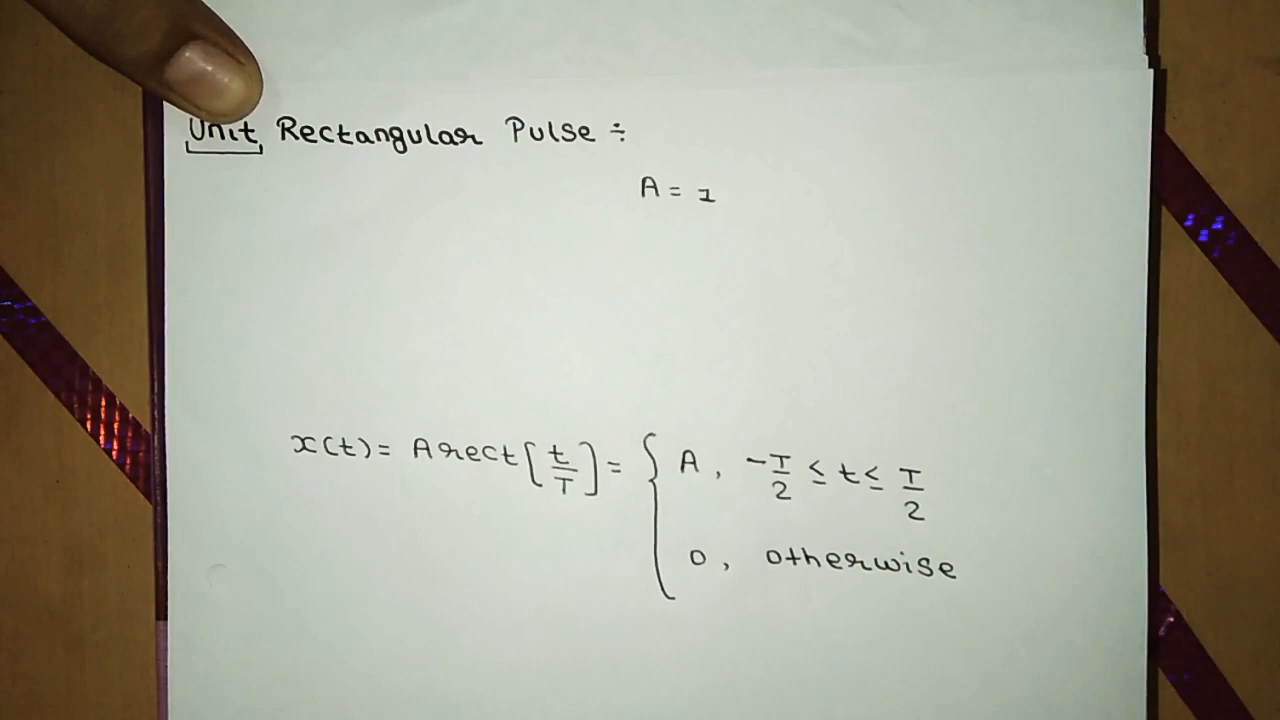 Unit Rectangular Pulse ÷
A = 1
x(t) = A rect[t/T] = { A, -T/2 ≤ t ≤ T/2
0, otherwise